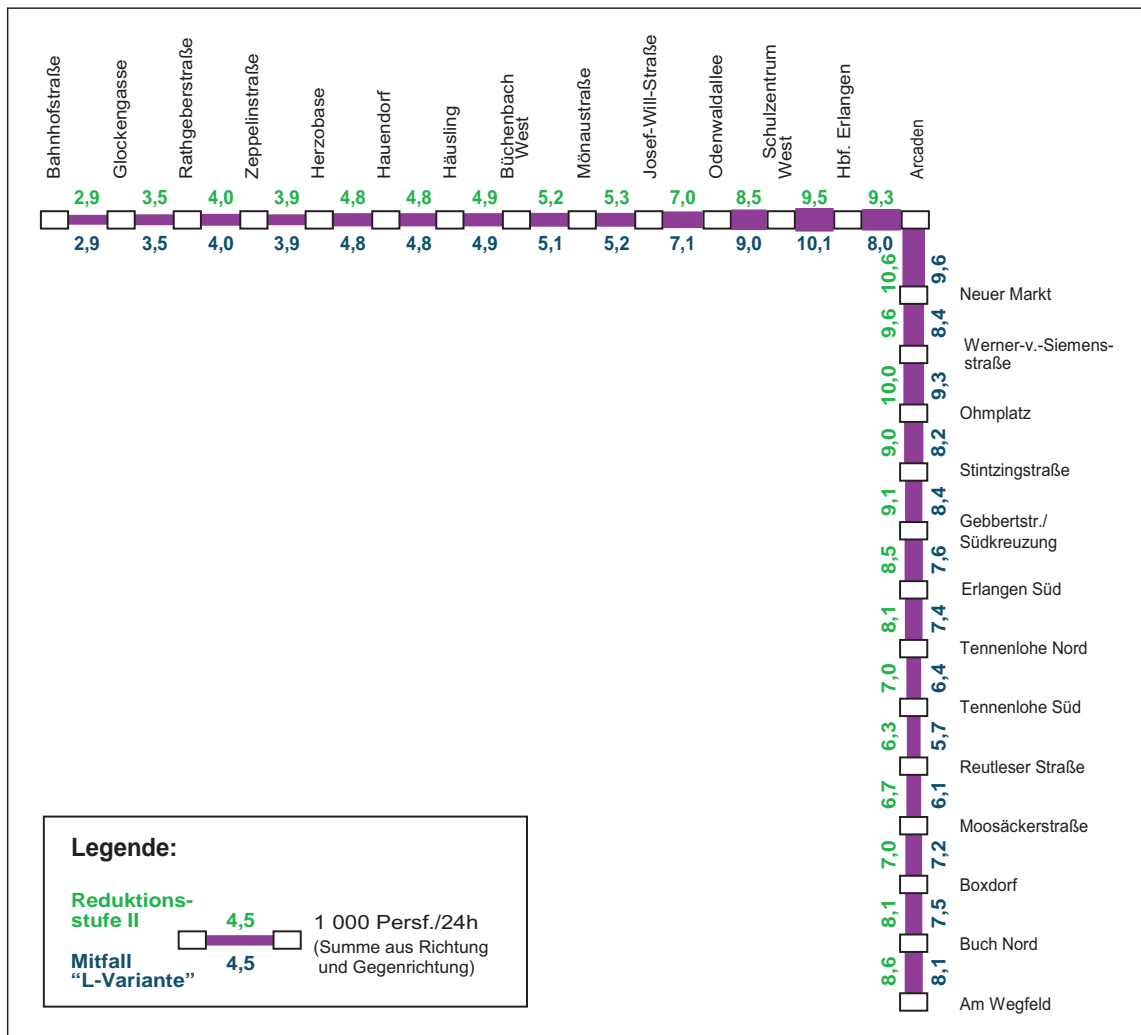 Bahnhofstraße
Glockengasse
Rathgeberstraße
Zeppelinstraße
Herzobase
Hauendorf
Häusling
Büchenbach
West
Mönaustraße
Josef-Will-Straße
Odenwaldallee
Schulzentrum
West
Hbf. Erlangen
Arcaden
2,9 3,5 4,0 3,9 4,8 4,8 4,9 5,2 5,3 7,0 8,5 9,5 9,3
2,9 3,5 4,0 3,9 4,8 4,8 4,9 5,1 5,2 7,1 9,0 10,1 8,0
10,6 9,6
Neuer Markt
9,6 8,4
Werner-v.-Siemens-
straße
10,0 9,3
Ohmplatz
9,0 8,2
Stintzingstraße
9,1 8,4
Gebbertstr./
Südkreuzung
8,5 7,6
Erlangen Süd
8,1 7,4
Tennenlohe Nord
7,0 6,4
Tennenlohe Süd
6,3 5,7
Reutleser Straße
6,7 6,1
Moosäckerstraße
7,0 7,2
Boxdorf
8,1 7,5
Buch Nord
8,6 8,1
Am Wegfeld
Legende:
Reduktions-
stufe II
4,5
Mitfall
"L-Variante"
4,5
1 000 Persf./24h
(Summe aus Richtung
und Gegenrichtung)